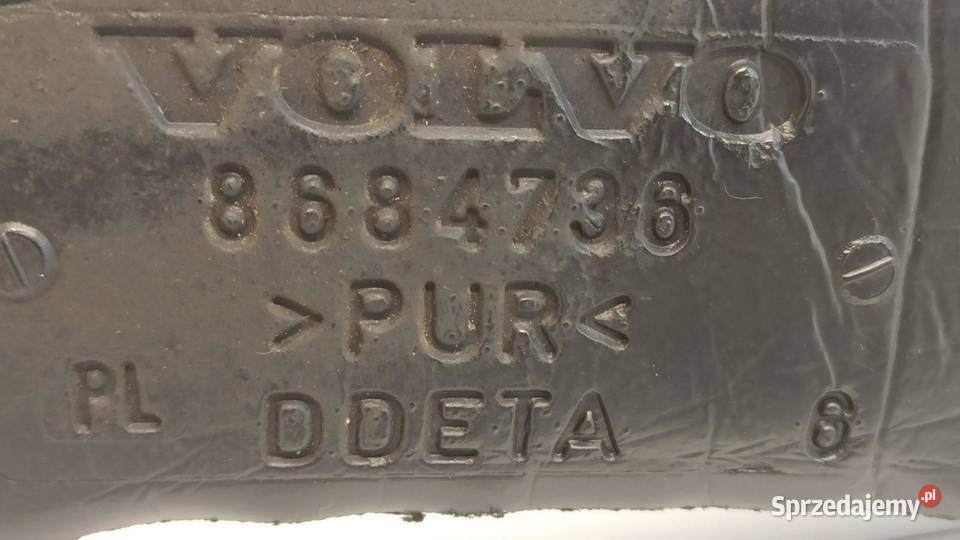 VOLVO
8684736
>PUR<
PL DDETA 6
Sprzedajemy.pl